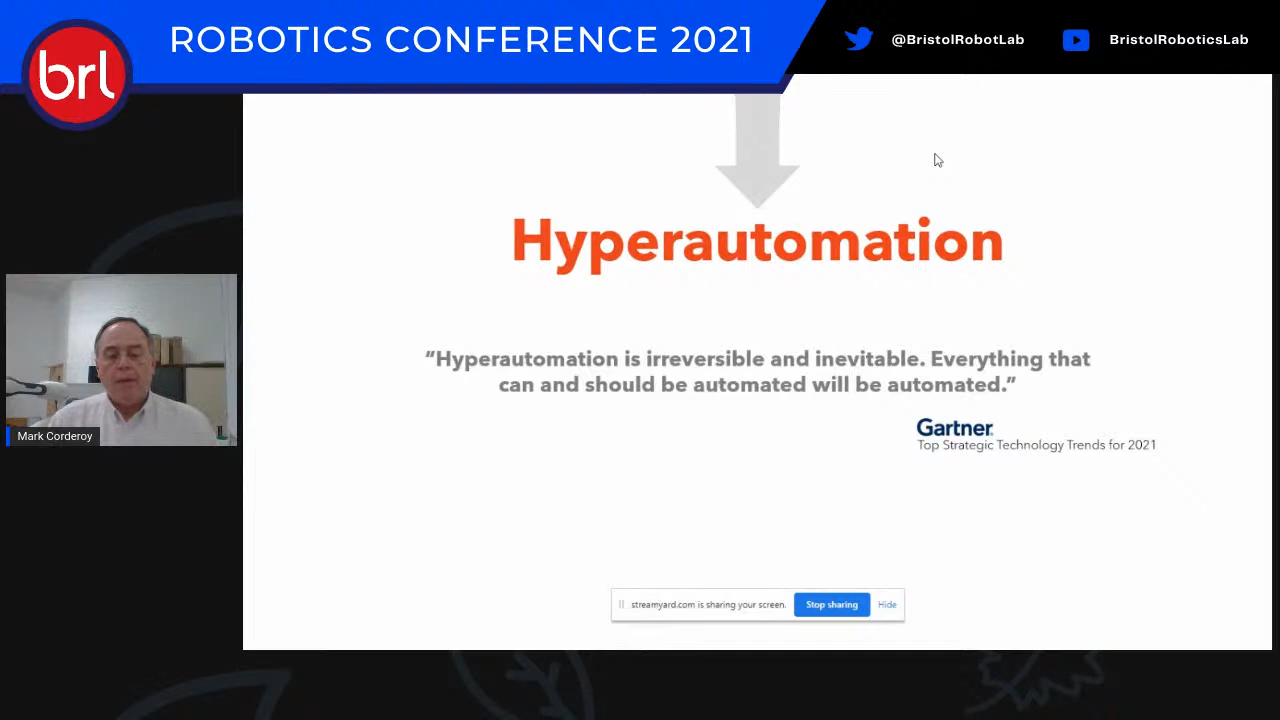 ROBOTICS CONFERENCE 2021
@BristolRobotLab
BristolRoboticsLab
brl
Hyperautomation
“Hyperautomation is irreversible and inevitable. Everything that
can and should be automated will be automated.”
Gartner
Top Strategic Technology Trends for 2021
Mark Corderoy
streamyard.com is sharing your screen. Stop sharing Hide